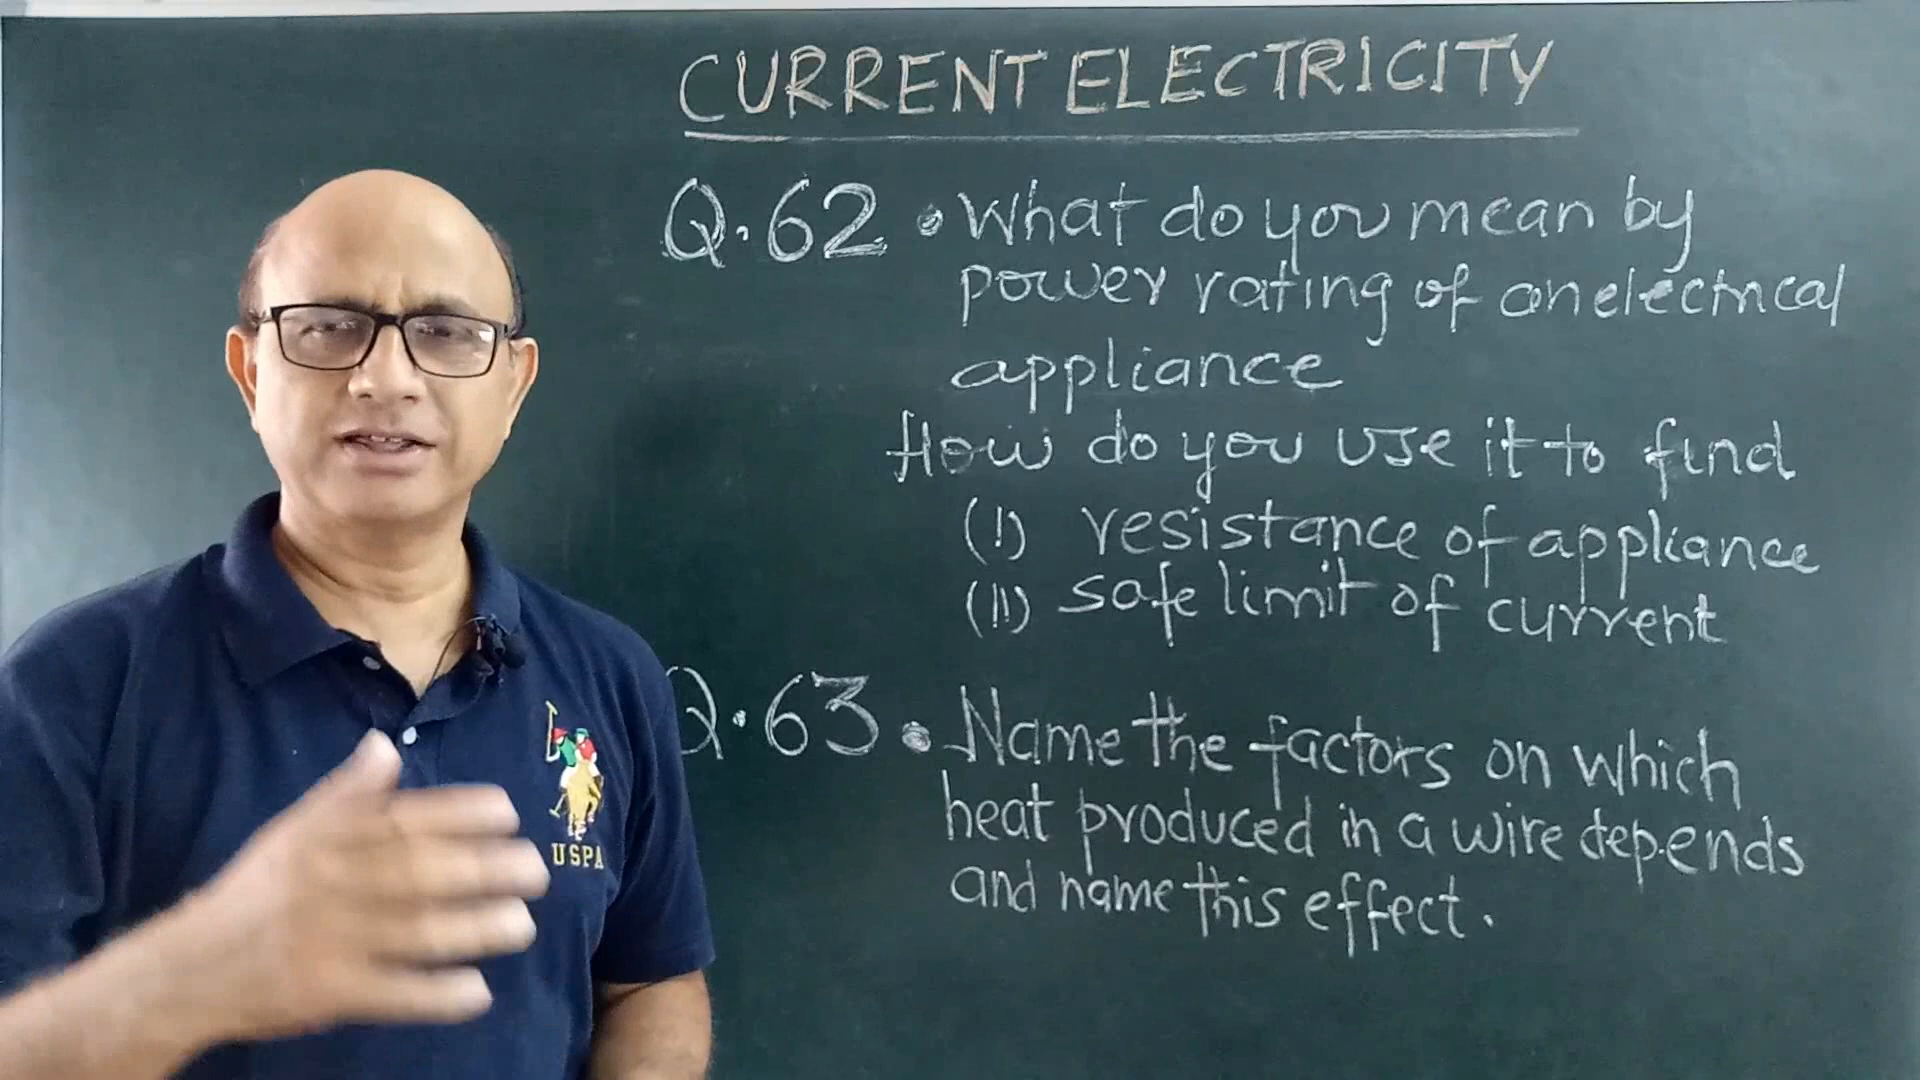 CURRENT ELECTRICITY
Q.62 • What do you mean by
power rating of an electrical
appliance
How do you use it to find
(I) resistance of appliance
(II) safe limit of current
Q.63 • Name the factors on which
heat produced in a wire depends
and name this effect.
USPA